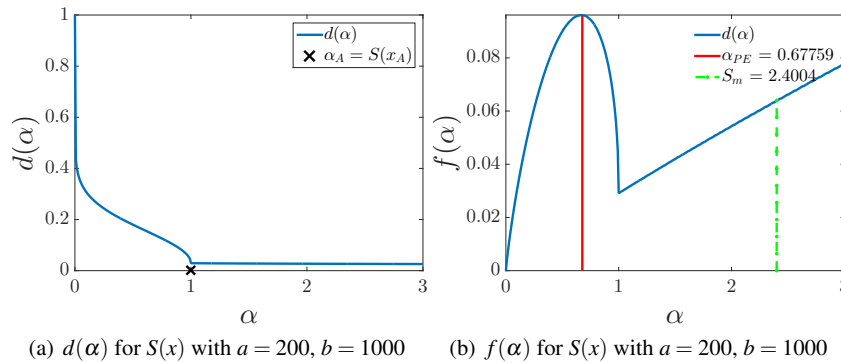 1
0.8
0.6
0.4
0.2
0
d(α)
0 1 2 3
α
d(α)
α_A = S(x_A)
(a) d(α) for S(x) with a = 200, b = 1000
0.08
0.06
0.04
0.02
0
f(α)
0 1 2 3
α
d(α)
α_PE = 0.67759
S_m = 2.4004
(b) f(α) for S(x) with a = 200, b = 1000